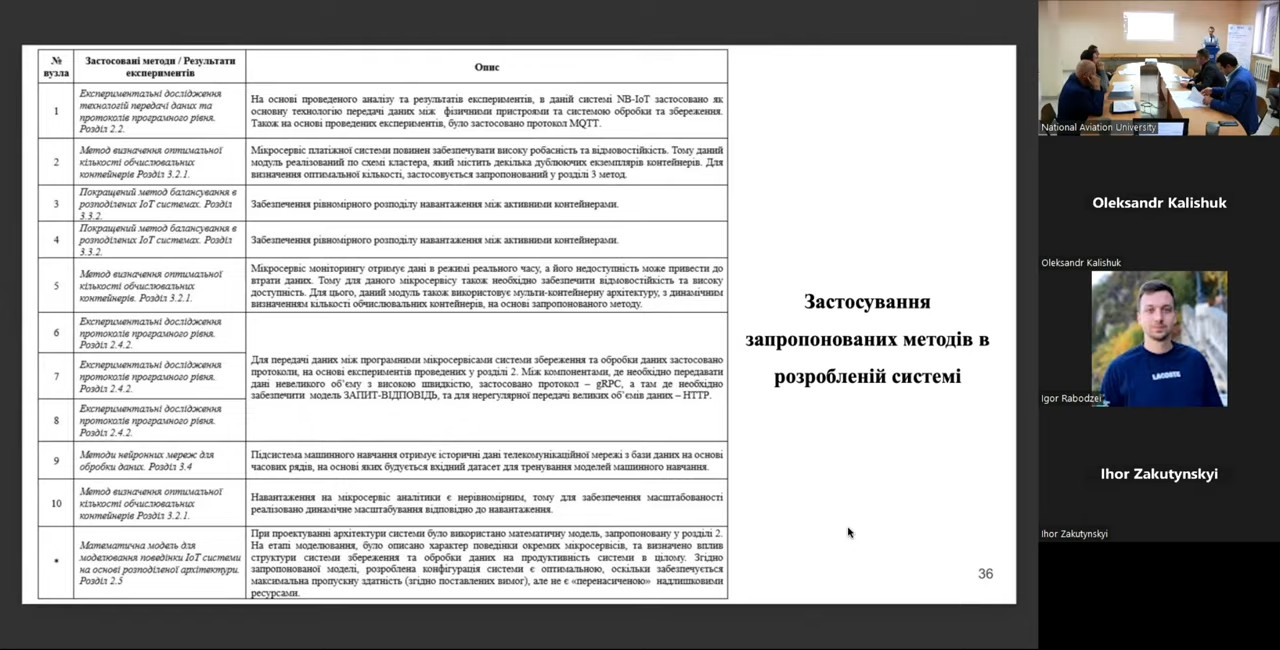 №
вузла
Застосовані методи / Результати
експериментів
Опис
1
Експериментальні дослідження
технологій передачі даних та
протоколів програмного рівня.
Розділ 2.2.
На основі проведеного аналізу та результатів експериментів, в даній системі NB-IoT застосовано як
основну технологію передачі даних між фізичними пристроями та системою обробки та збереження.
Також на основі проведених експериментів, було застосовано протокол MQTT.
2
Метод визначення оптимальної
кількості обчислювальних
контейнерів Розділ 3.2.1.
Мікросервіс платіжної системи повинен забезпечувати високу робасність та відмовостійкість. Тому даний
модуль реалізований по схемі кластера, який містить декілька дублюючих екземплярів контейнерів. Для
визначення оптимальної кількості, застосовується запропонований у розділі 3 метод.
3
Покращений метод балансування в
розподілених IoT системах. Розділ
3.3.2.
Забезпечення рівномірного розподілу навантаження між активними контейнерами.
4
Покращений метод балансування в
розподілених IoT системах. Розділ
3.3.2.
Забезпечення рівномірного розподілу навантаження між активними контейнерами.
5
Метод визначення оптимальної
кількості обчислювальних
контейнерів. Розділ 3.2.1.
Мікросервіс моніторингу отримує дані в режимі реального часу, а його недоступність може привести до
втрати даних. Тому для даного мікросервісу також необхідно забезпечити відмовостійкість та високу
доступність. Для цього, даний модуль також використовує мульти-контейнерну архітектуру, з динамічним
визначенням кількості обчислювальних контейнерів, на основі запропонованого методу.
6
Експериментальні дослідження
протоколів програмного рівня.
Розділ 2.4.2.
7
Експериментальні дослідження
протоколів програмного рівня.
Розділ 2.4.2.
Для передачі даних між програмними мікросервісами системи збереження та обробки даних застосовано
протоколи, на основі експериментів проведених у розділі 2. Між компонентами, де необхідно передавати
дані невеликого об’єму з високою швидкістю, застосовано протокол – gRPC, а там де необхідно
забезпечити модель ЗАПИТ-ВІДПОВІДЬ, та для нерегулярної передачі великих об’ємів даних – HTTP.
8
Експериментальні дослідження
протоколів програмного рівня.
Розділ 2.4.2.
9
Методи нейронних мереж для
обробки даних. Розділ 3.4
Підсистема машинного навчання отримує історичні дані телекомунікаційної мережі з бази даних на основі
часових рядів, на основі яких будується вхідний датасет для тренування моделей машинного навчання.
10
Метод визначення оптимальної
кількості обчислювальних
контейнерів Розділ 3.2.1.
Навантаження на мікросервіс аналітики є нерівномірним, тому для забезпечення масштабованості
реалізовано динамічне масштабування відповідно до навантаження.
*
Математична модель для
моделювання поведінки IoT системи
на основі розподіленої архітектури.
Розділ 2.5
При проектуванні архітектури системи було використано математичну модель, запропоновану у розділі 2.
На етапі моделювання, було описано характер поведінки окремих мікросервісів, та визначено вплив
структури системи збереження та обробки даних на продуктивність системи в цілому. Згідно
запропонованої моделі, розроблена конфігурація системи є оптимальною, оскільки забезпечується
максимальна пропускну здатність (згідно поставлених вимог), але не є «перенасиченою» надлишковими
ресурсами.
Застосування
запропонованих методів в
розробленій системі
36
National Aviation University
Oleksandr Kalishuk
Oleksandr Kalishuk
LACOSTE
Igor Rabodzei
Ihor Zakutynskyi
Ihor Zakutynskyi